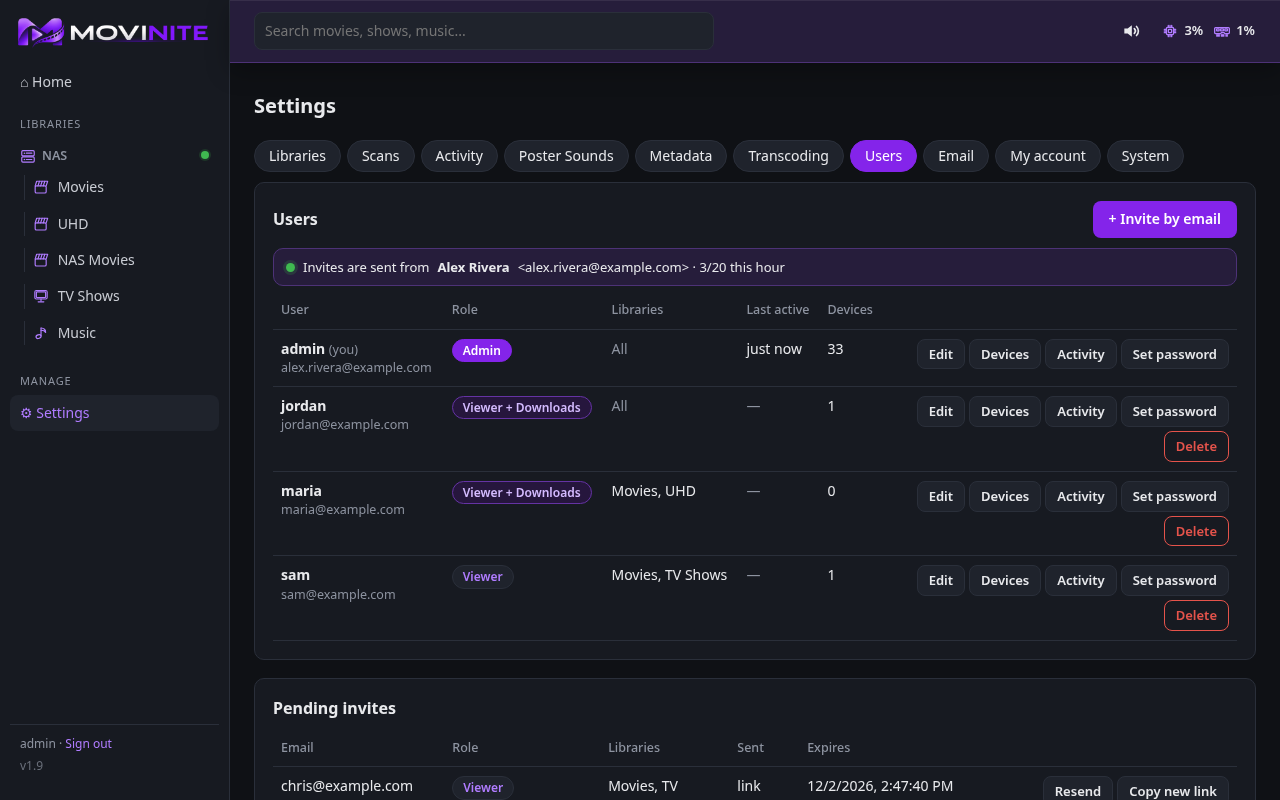 MOVINITE
Search movies, shows, music...
3%
1%
⌂ Home
LIBRARIES
NAS
Movies
UHD
NAS Movies
TV Shows
Music
MANAGE
⚙ Settings
admin · Sign out
v1.9
Settings
Libraries
Scans
Activity
Poster Sounds
Metadata
Transcoding
Users
Email
My account
System
Users
+ Invite by email
Invites are sent from Alex Rivera <alex.rivera@example.com> · 3/20 this hour
User Role Libraries Last active Devices
admin (you) Admin All just now 33 Edit Devices Activity Set password
alex.rivera@example.com
jordan Viewer + Downloads All — 1 Edit Devices Activity Set password
jordan@example.com
Delete
maria Viewer + Downloads Movies, UHD — 0 Edit Devices Activity Set password
maria@example.com
Delete
sam Viewer Movies, TV Shows — 1 Edit Devices Activity Set password
sam@example.com
Delete
Pending invites
Email Role Libraries Sent Expires
chris@example.com Viewer Movies, TV link 12/2/2026, 2:47:40 PM Resend Copy new link